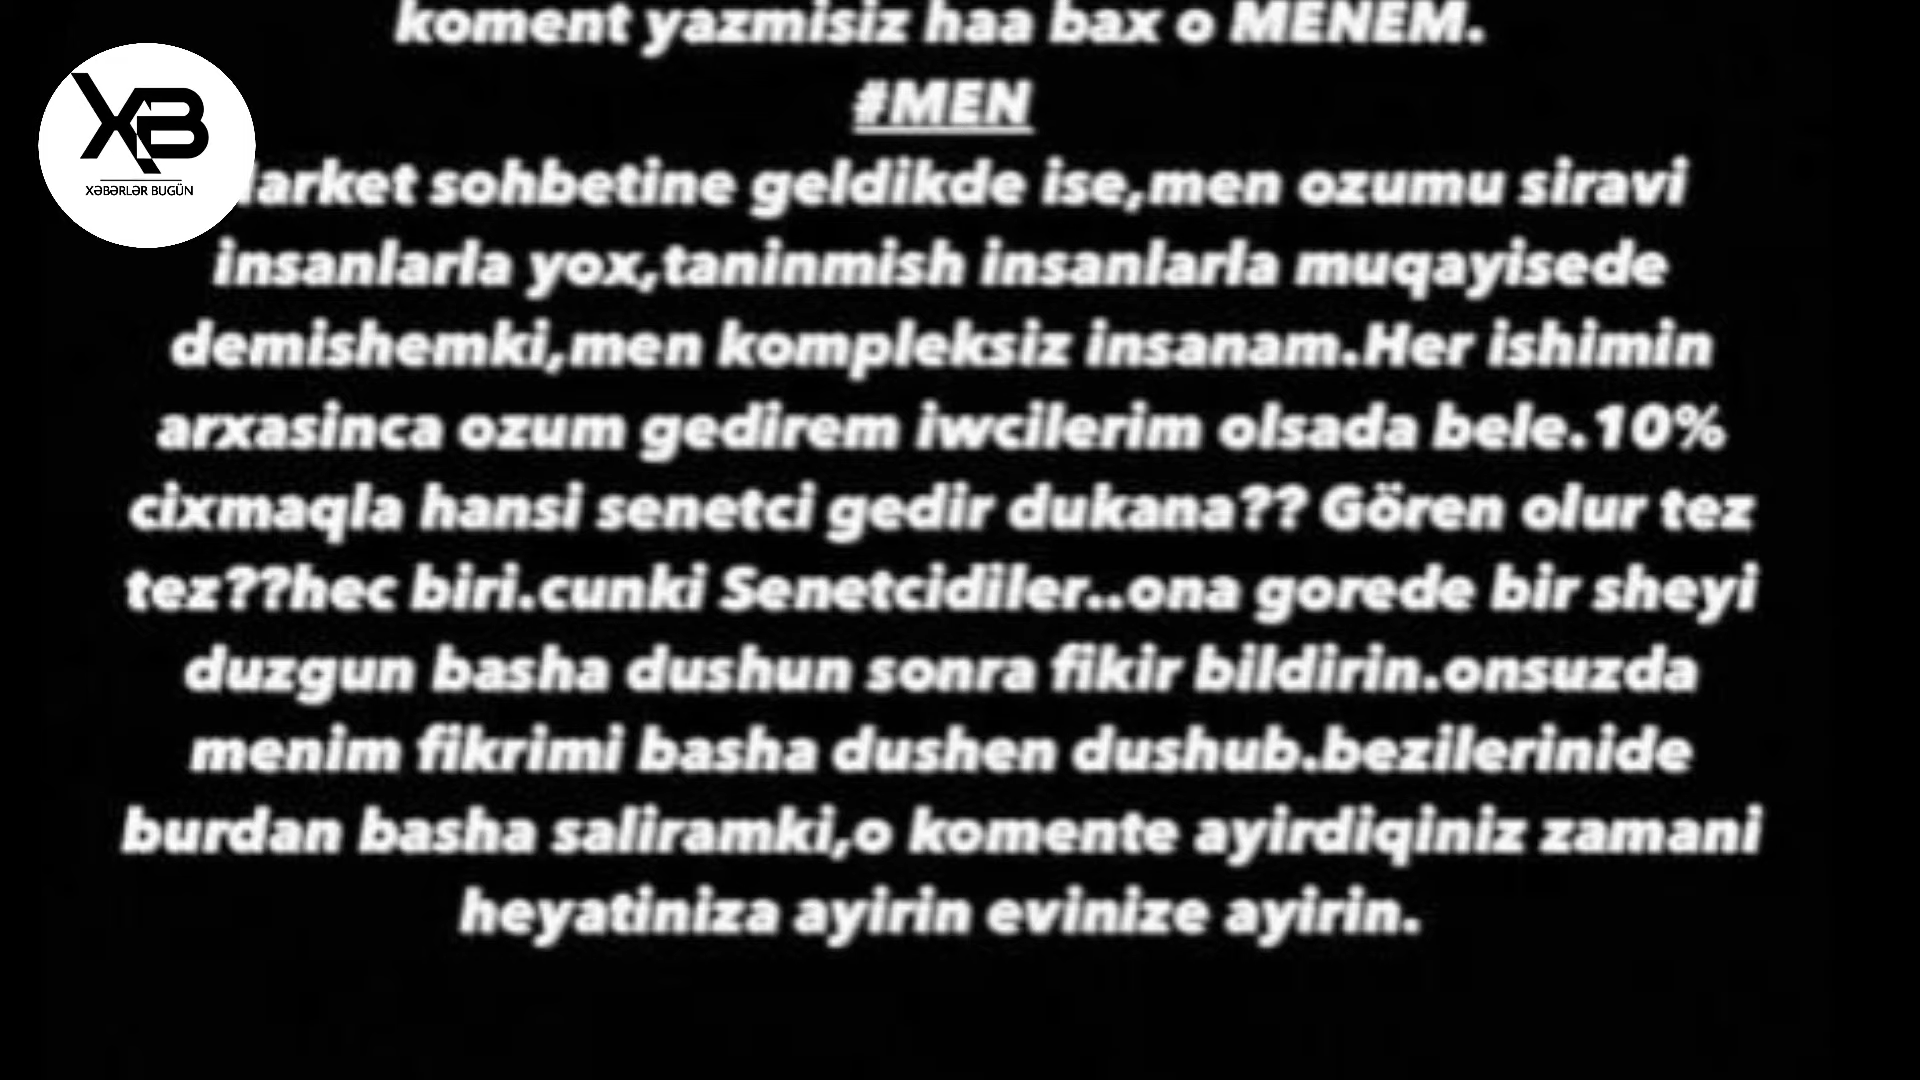 koment yazmisiz haa bax o MENEM.
#MEN
XB
XƏBƏRLƏR BUGÜN
sohbetine geldikde ise,men ozumu siravi
insanlarla yox,taninmish insanlarla muqayisede
demishemki,men kompleksiz insanam.Her ishimin
arxasinca ozum gedirem iwcilerim olsada bele.10%
cixmaqla hansi senetci gedir dukana?? Gören olur tez
tez??hec biri.cunki Senetcidiler..ona gorede bir sheyi
duzgun basha dushun sonra fikir bildirin.onsuzda
menim fikrimi basha dushen dushub.bezilerinide
burdan basha saliramki,o komente ayirdiqiniz zamani
heyatiniza ayirin evinize ayirin.